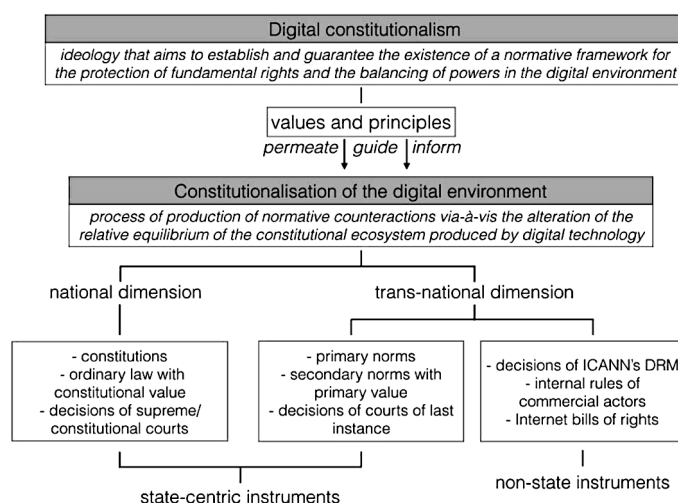 Digital constitutionalism
ideology that aims to establish and guarantee the existence of a normative framework for
the protection of fundamental rights and the balancing of powers in the digital environment
values and principles
permeate guide inform
Constitutionalisation of the digital environment
process of production of normative counteractions via-à-vis the alteration of the
relative equilibrium of the constitutional ecosystem produced by digital technology
national dimension
trans-national dimension
- constitutions
- ordinary law with
constitutional value
- decisions of supreme/
constitutional courts
- primary norms
- secondary norms with
primary value
- decisions of courts of last
instance
- decisions of ICANN's DRM
- internal rules of
commercial actors
- Internet bills of rights
state-centric instruments
non-state instruments